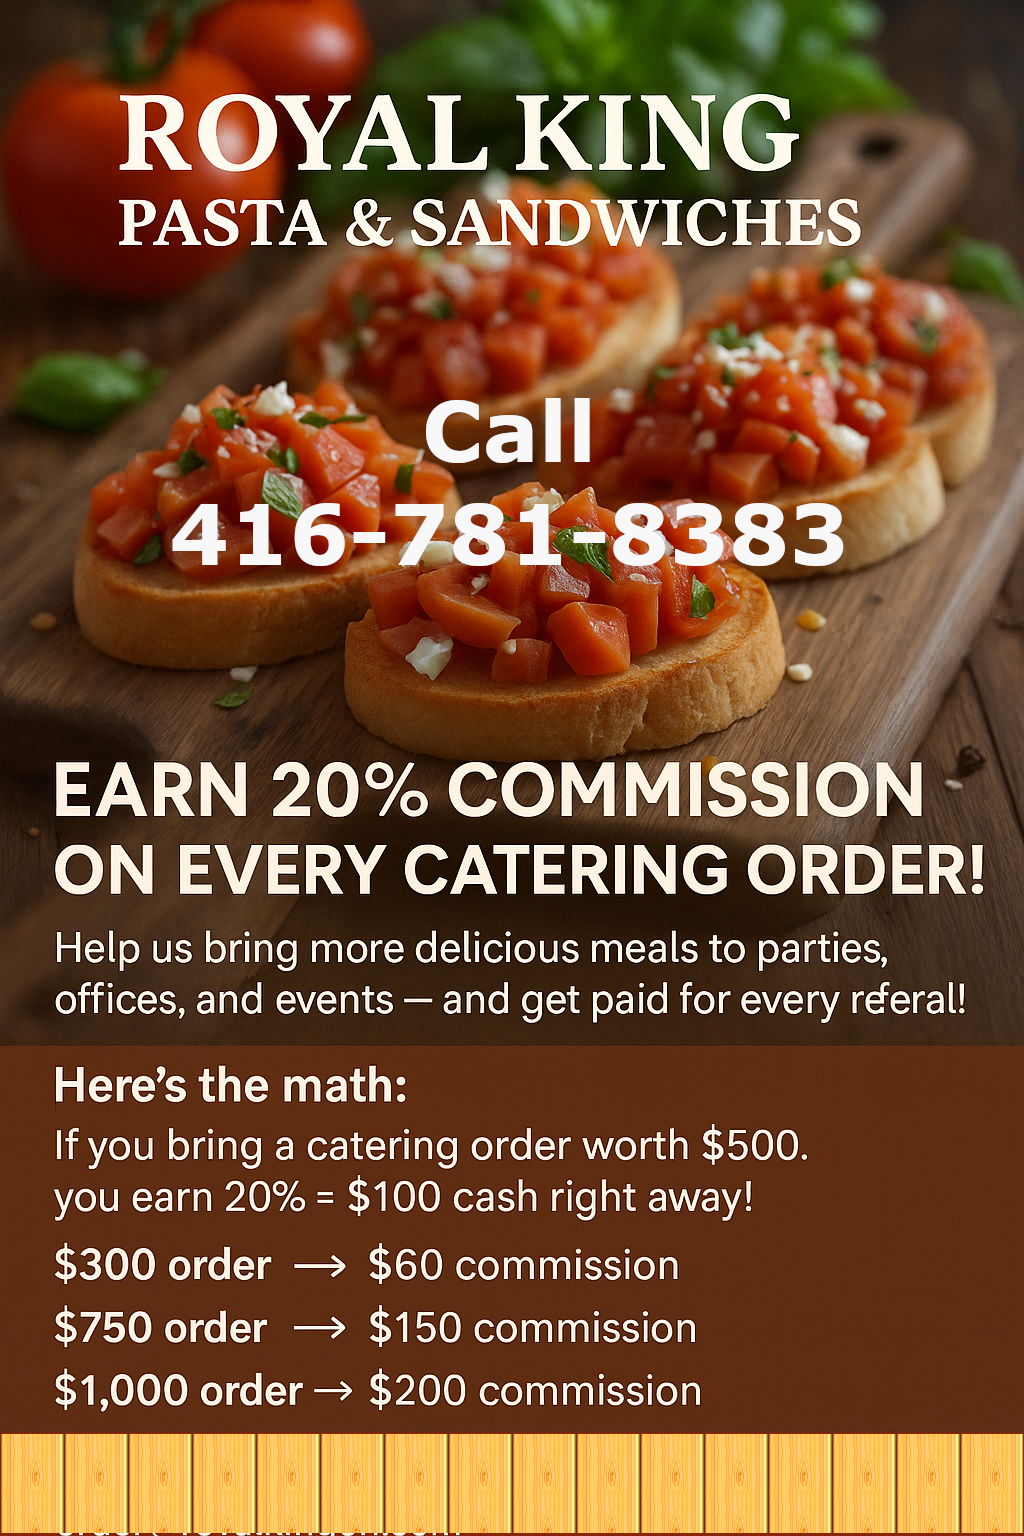 ROYAL KING
PASTA & SANDWICHES
Call
416-781-8383
EARN 20% COMMISSION
ON EVERY CATERING ORDER!
Help us bring more delicious meals to parties,
offices, and events — and get paid for every referal!
Here's the math:
If you bring a catering order worth $500.
you earn 20% = $100 cash right away!
$300 order → $60 commission
$750 order → $150 commission
$1,000 order → $200 commission